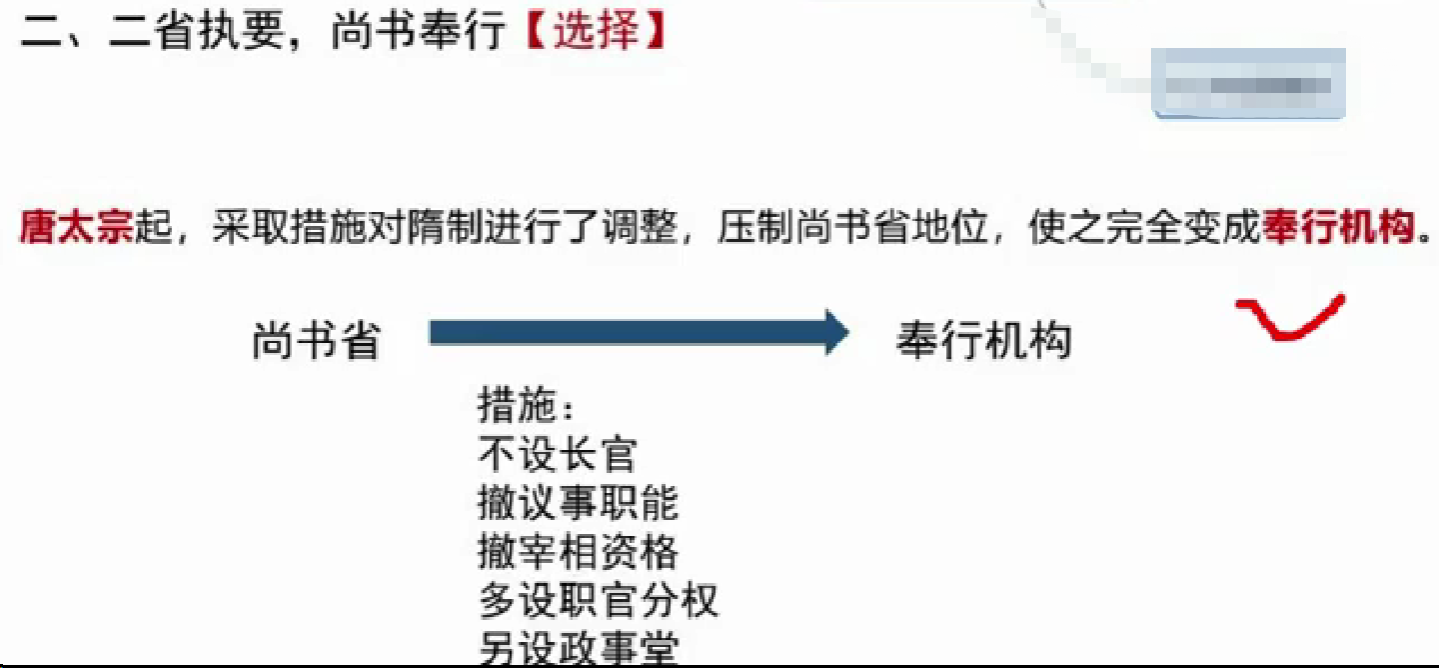 二、二省执要，尚书奉行【选择】
唐太宗起，采取措施对隋制进行了调整，压制尚书省地位，使之完全变成奉行机构。
尚书省
奉行机构
措施：
不设长官
撤议事职能
撤宰相资格
多设职官分权
另设政事堂